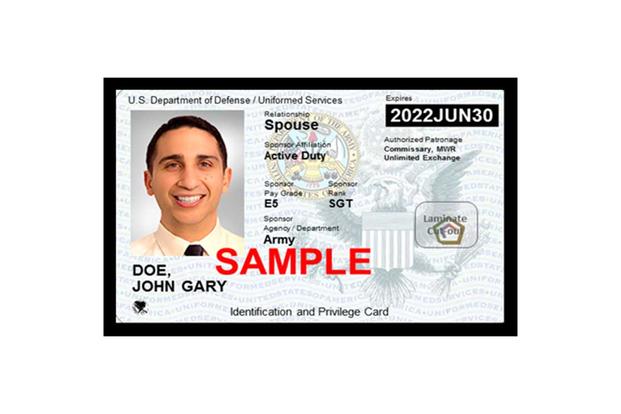 U.S. Department of Defense / Uniformed Services
Expires
2022JUN30
Relationship
Spouse
Sponsor Affiliation
Active Duty
Authorized Patronage
Commissary, MWR
Unlimited Exchange
Sponsor
Pay Grade
E5
Sponsor
Rank
SGT
Sponsor
Agency / Department
Army
Laminate
Cut-out
SAMPLE
DOE,
JOHN GARY
Identification and Privilege Card